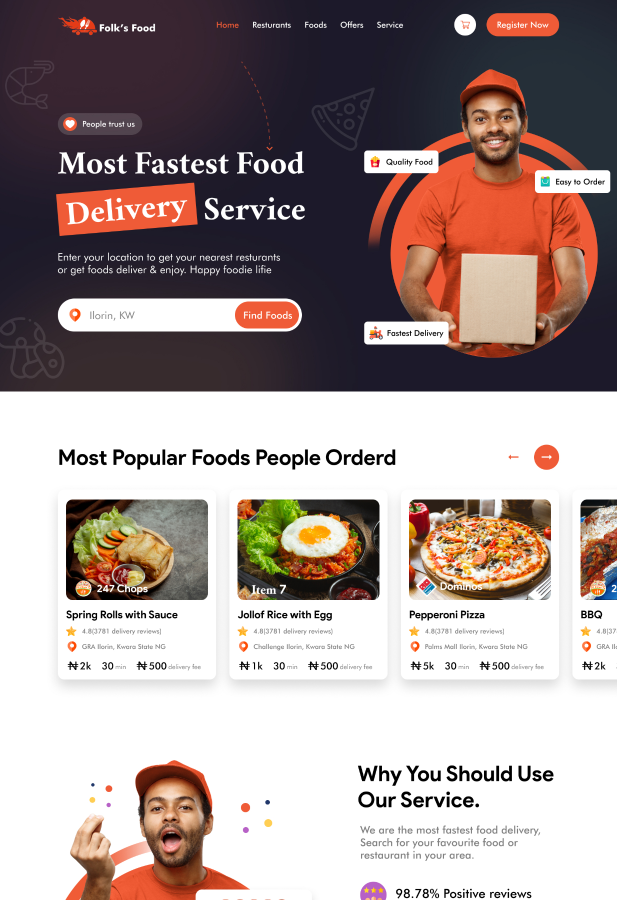 Folk's Food
Home Resturants Foods Offers Service
Register Now
People trust us
Most Fastest Food
Delivery Service
Enter your location to get your nearest resturants
or get foods deliver & enjoy. Happy foodie lifie
Ilorin, KW
Find Foods
Quality Food
Easy to Order
Fastest Delivery
Most Popular Foods People Orderd
247 Chops
Spring Rolls with Sauce
4.8(3781 delivery reviews)
GRA Ilorin, Kwara State NG
₦ 2k 30 min ₦ 500 delivery fee
Item 7
Jollof Rice with Egg
4.8(3781 delivery reviews)
Challenge Ilorin, Kwara State NG
₦ 1k 30 min ₦ 500 delivery fee
Dominos
Pepperoni Pizza
4.8(3781 delivery reviews)
Palms Mall Ilorin, Kwara State NG
₦ 5k 30 min ₦ 500 delivery fee
BBQ
₦ 2k
Why You Should Use
Our Service.
We are the most fastest food delivery,
Search for your favourite food or
restaurant in your area.
98.78% Positive reviews